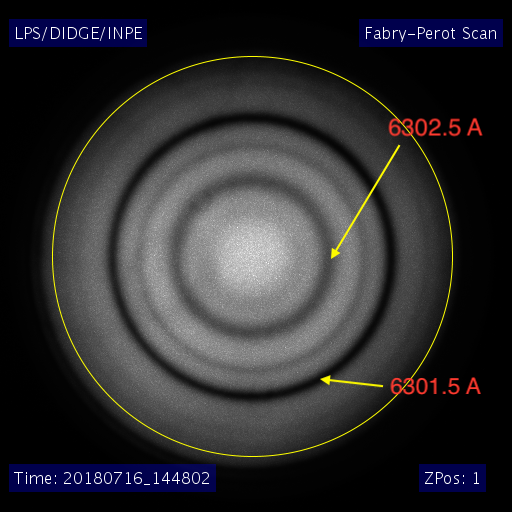 LPS/DIDGE/INPE
Fabry-Perot Scan
6302.5 A
6301.5 A
Time: 20180716_144802
ZPos: 1